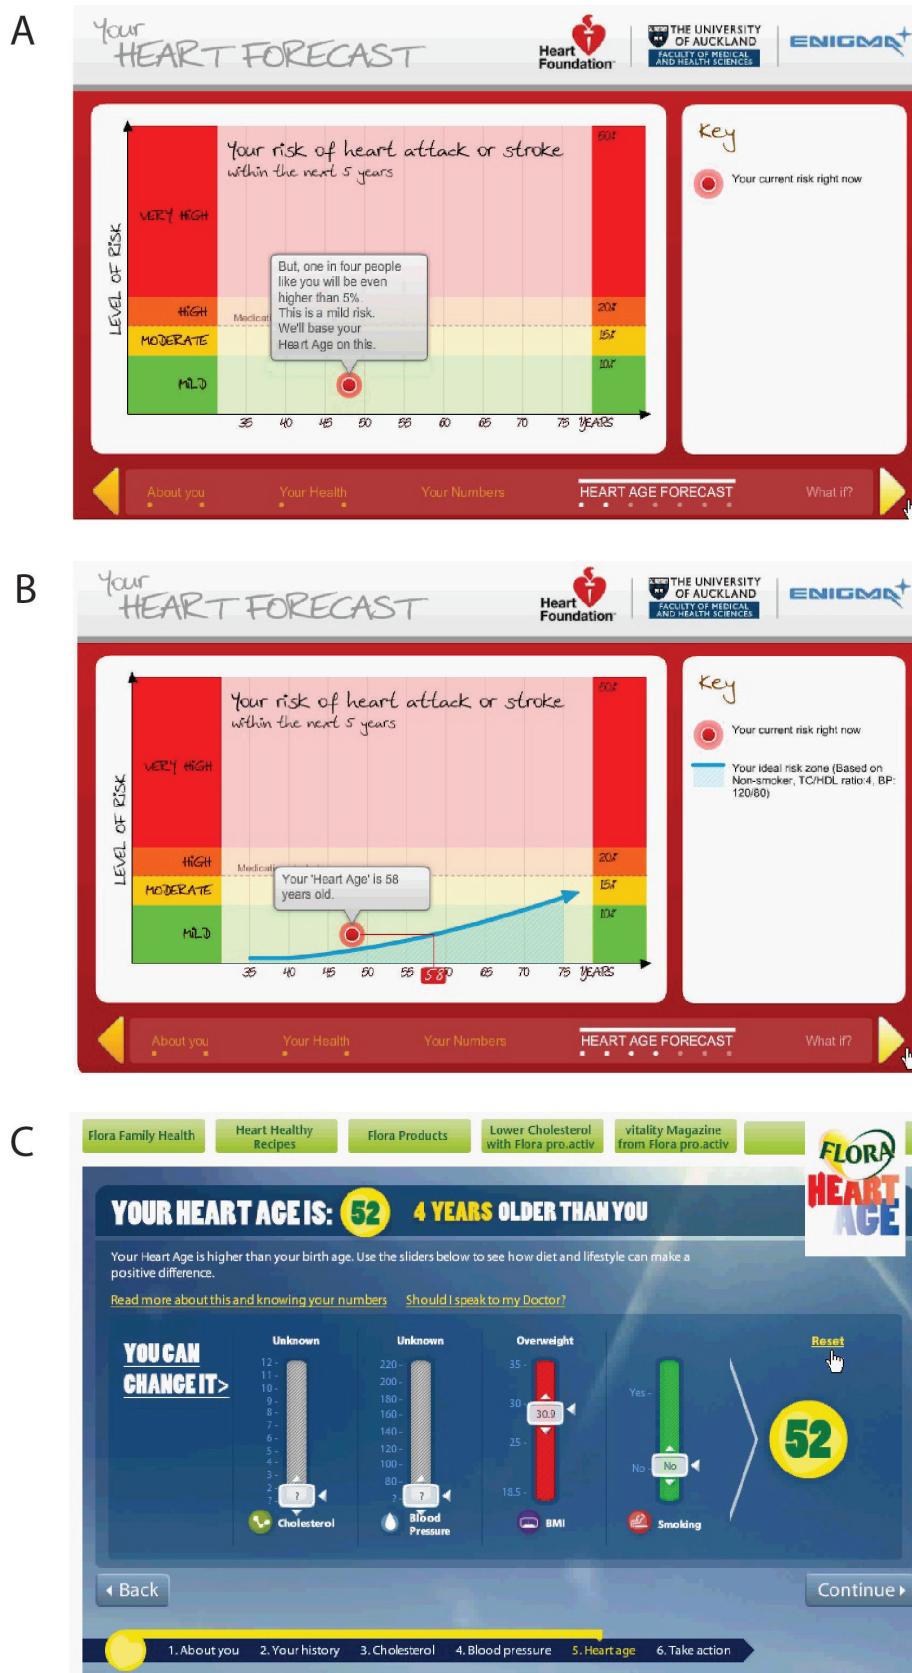 A
Your
HEART FORECAST
Heart
Foundation
THE UNIVERSITY
OF AUCKLAND
FACULTY OF MEDICAL
AND HEALTH SCIENCES
ENIGMA
Your risk of heart attack or stroke
within the next 5 years
LEVEL OF RISK
VERY HIGH
HIGH
MODERATE
MILD
50%
20%
15%
10%
Medicati
But, one in four people
like you will be even
higher than 5%.
This is a mild risk.
We'll base your
Heart Age on this.
35 40 45 50 55 60 65 70 75 YEARS
Key
Your current risk right now
About you Your Health Your Numbers HEART AGE FORECAST What if?
B
Your
HEART FORECAST
Heart
Foundation
THE UNIVERSITY
OF AUCKLAND
FACULTY OF MEDICAL
AND HEALTH SCIENCES
ENIGMA
Your risk of heart attack or stroke
within the next 5 years
LEVEL OF RISK
VERY HIGH
HIGH
MODERATE
MILD
50%
20%
15%
10%
Your 'Heart Age' is 58
years old.
35 40 45 50 55 58 65 70 75 YEARS
Key
Your current risk right now
Your ideal risk zone (Based on
Non-smoker, TC/HDL ratio:4, BP:
120/80)
About you Your Health Your Numbers HEART AGE FORECAST What if?
C
Flora Family Health
Heart Healthy
Recipes
Flora Products
Lower Cholesterol
with Flora pro.activ
vitality Magazine
from Flora pro.activ
FLORA
HEART
AGE
YOUR HEART AGE IS: 52 4 YEARS OLDER THAN YOU
Your Heart Age is higher than your birth age. Use the sliders below to see how diet and lifestyle can make a
positive difference.
Read more about this and knowing your numbers Should I speak to my Doctor?
YOU CAN
CHANGE IT>
Unknown
12
11
10
9
8
7
6
5
4
3
2
?
?
Cholesterol
Unknown
220
200
180
160
140
120
100
80
?
?
Blood
Pressure
Overweight
35
30
25
18.5
30.9
BMI
Yes
No
No
Smoking
Reset
52
Back
Continue
1. About you 2. Your history 3. Cholesterol 4. Blood pressure 5. Heart age 6. Take action